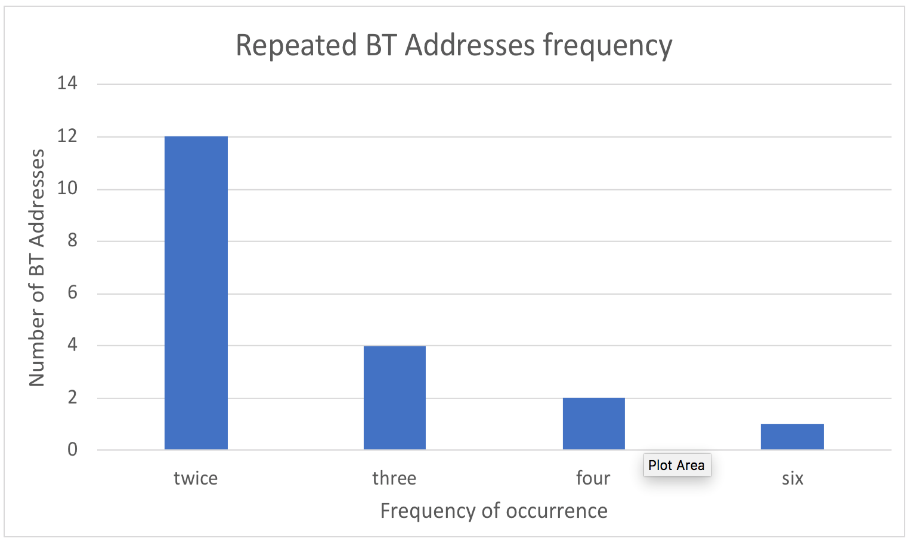 Repeated BT Addresses frequency
Number of BT Addresses
14
12
10
8
6
4
2
0
twice three four six
Plot Area
Frequency of occurrence